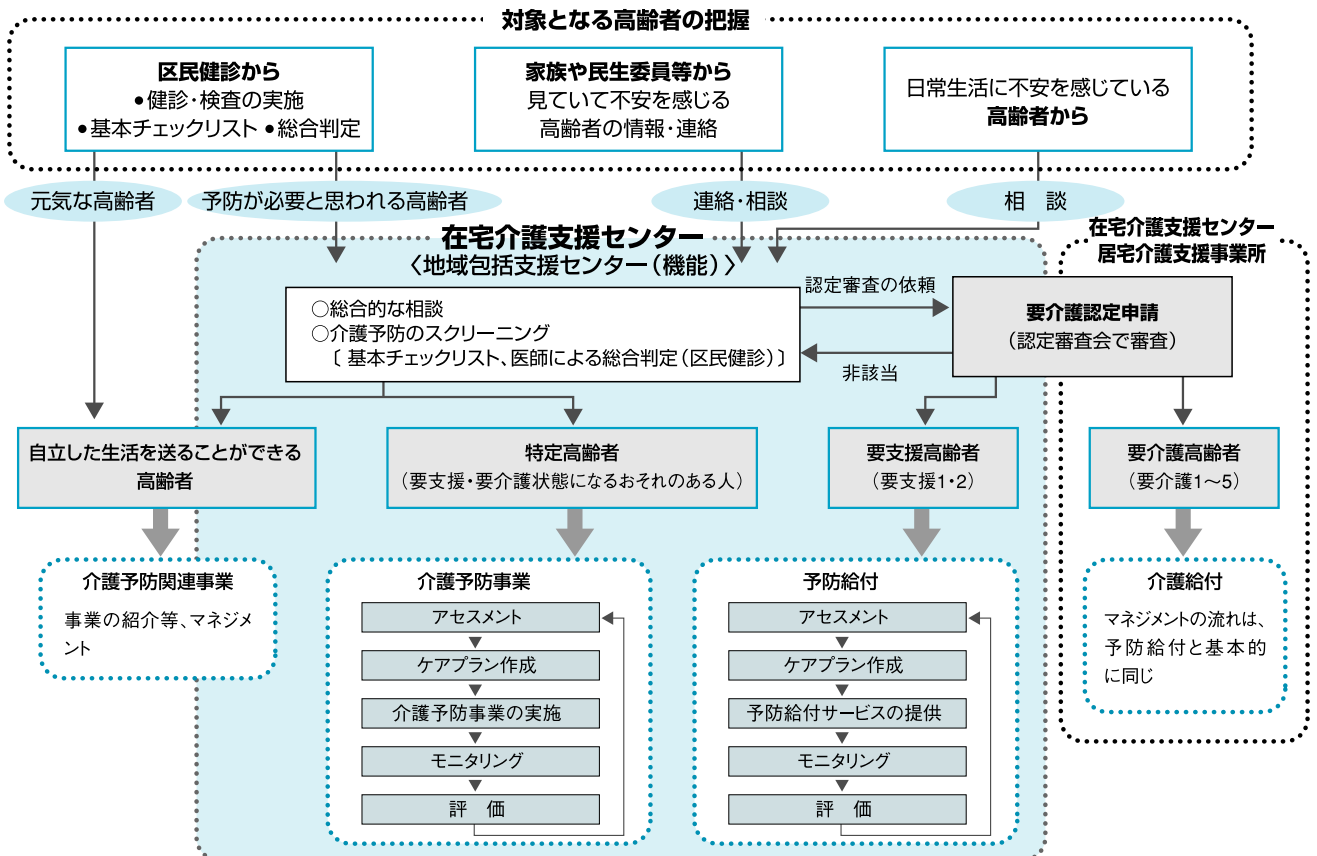 対象となる高齢者の把握
区民健診から
●健診・検査の実施
●基本チェックリスト ●総合判定
家族や民生委員等から
見ていて不安を感じる
高齢者の情報・連絡
日常生活に不安を感じている
高齢者から
元気な高齢者
予防が必要と思われる高齢者
連絡・相談
相　談
在宅介護支援センター
〈地域包括支援センター（機能）〉
在宅介護支援センター
居宅介護支援事業所
○総合的な相談
○介護予防のスクリーニング
〔 基本チェックリスト、医師による総合判定（区民健診）〕
認定審査の依頼
非該当
要介護認定申請
（認定審査会で審査）
自立した生活を送ることができる
高齢者
特定高齢者
（要支援・要介護状態になるおそれのある人）
要支援高齢者
（要支援1・2）
要介護高齢者
（要介護1～5）
介護予防関連事業
事業の紹介等、マネジメ
ント
介護予防事業
アセスメント
ケアプラン作成
介護予防事業の実施
モニタリング
評　価
予防給付
アセスメント
ケアプラン作成
予防給付サービスの提供
モニタリング
評　価
介護給付
マネジメントの流れは、
予防給付と基本的
に同じ